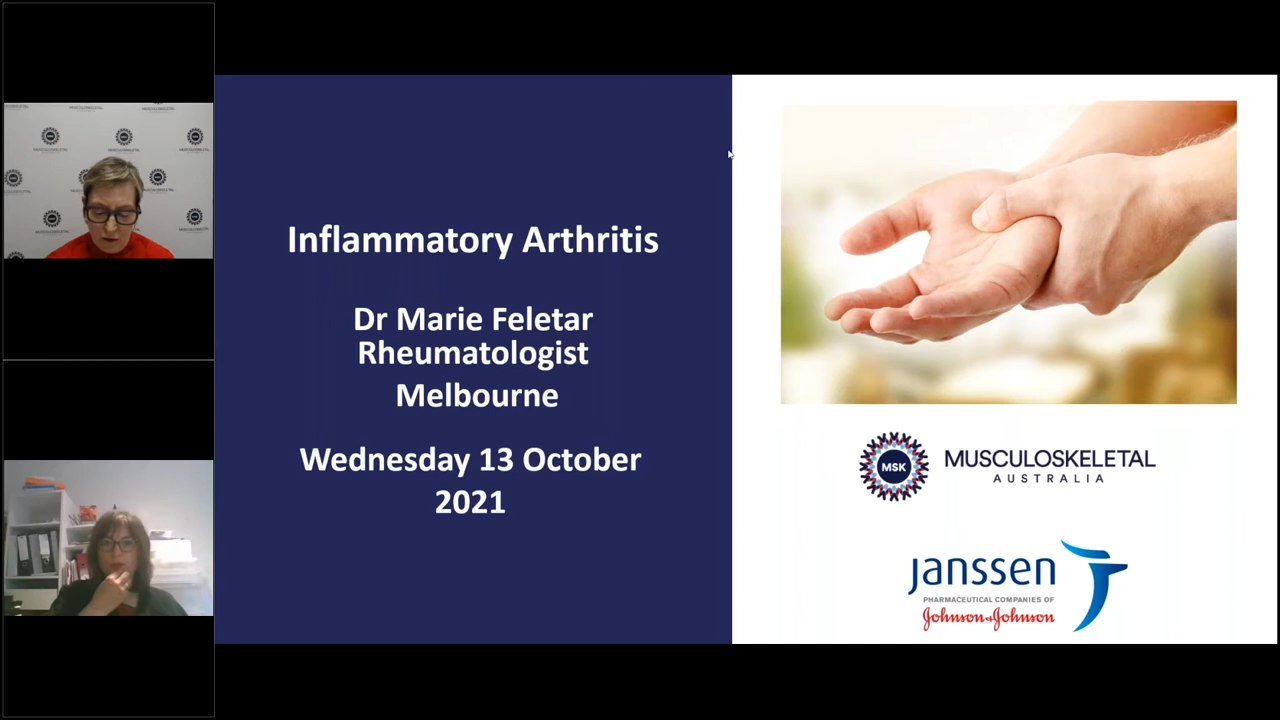 Inflammatory Arthritis
Dr Marie Feletar
Rheumatologist
Melbourne
Wednesday 13 October
2021
MSK
MUSCULOSKELETAL
AUSTRALIA
janssen
PHARMACEUTICAL COMPANIES OF
Johnson & Johnson